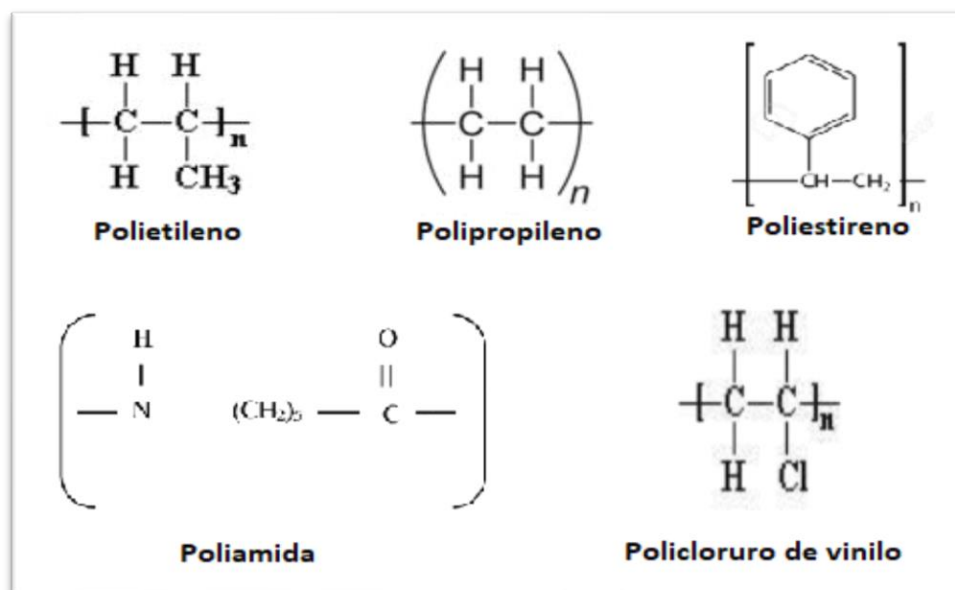 H H H H
[ C C ]n ( C C )n [ CH CH₂ ]n
H CH₃ H H
Polietileno Polipropileno Poliestireno
H O H H
N (CH₂)₅ C [ C C ]n
H Cl
Poliamida Policloruro de vinilo